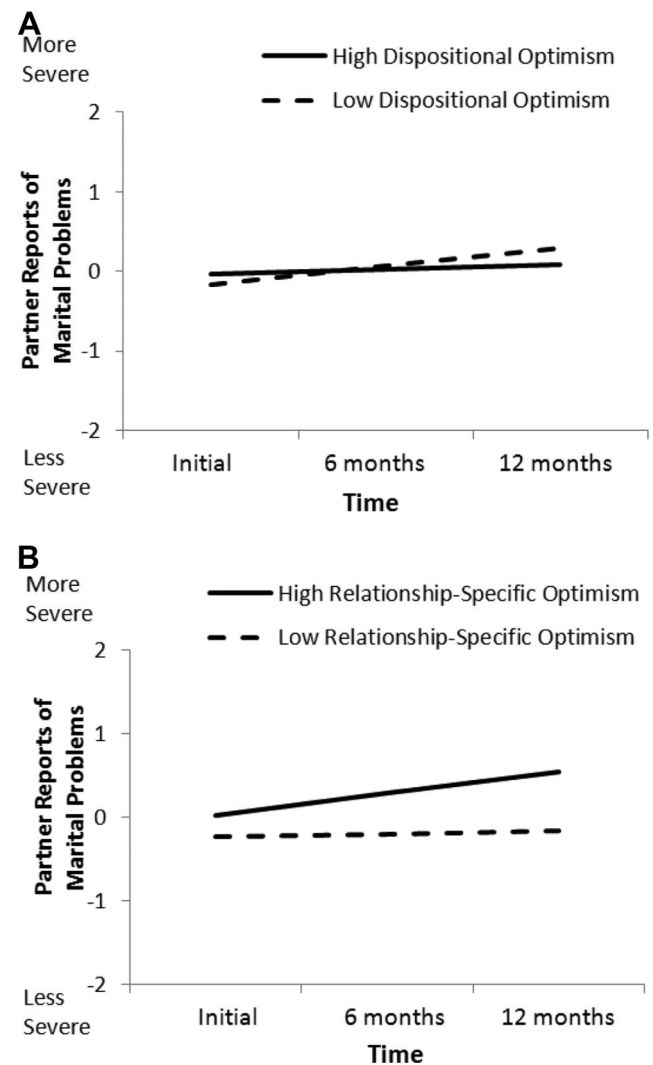 A
More
Severe
High Dispositional Optimism
Low Dispositional Optimism
2
1
0
-1
-2
Partner Reports of
Marital Problems
Less
Severe
Initial
6 months
12 months
Time
B
More
Severe
High Relationship-Specific Optimism
Low Relationship-Specific Optimism
2
1
0
-1
-2
Partner Reports of
Marital Problems
Less
Severe
Initial
6 months
12 months
Time